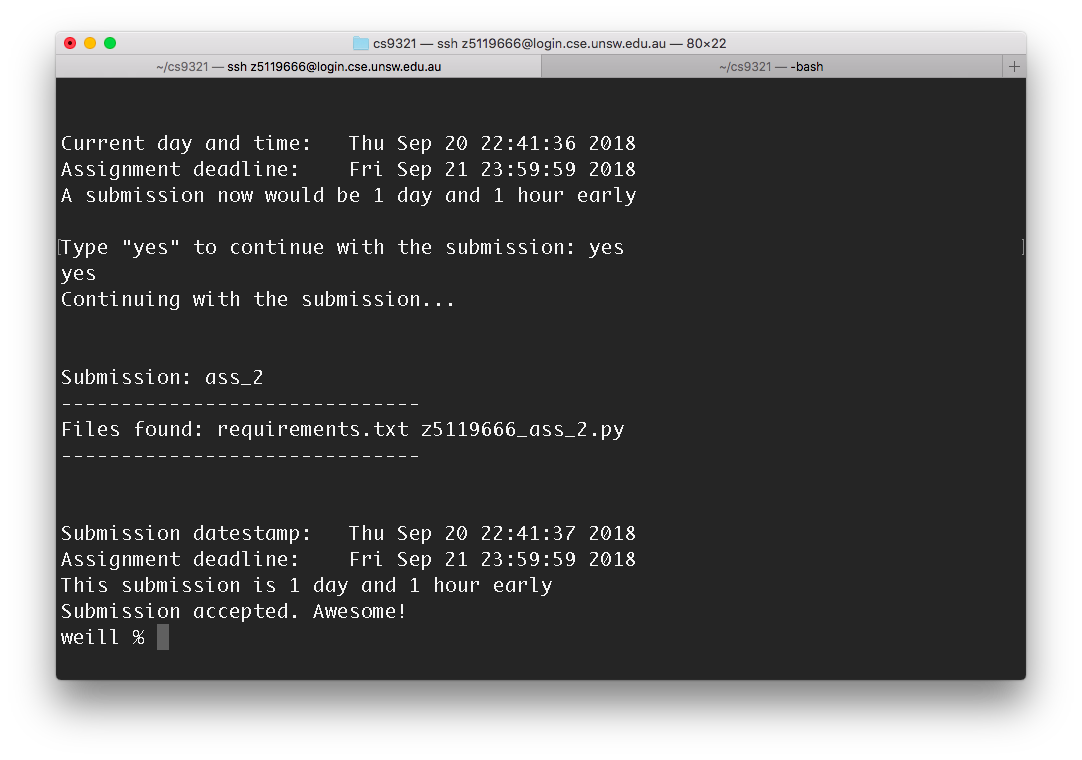 cs9321 — ssh z5119666@login.cse.unsw.edu.au — 80×22
~/cs9321 — ssh z5119666@login.cse.unsw.edu.au
~/cs9321 — -bash
+
Current day and time:   Thu Sep 20 22:41:36 2018
Assignment deadline:    Fri Sep 21 23:59:59 2018
A submission now would be 1 day and 1 hour early
[Type "yes" to continue with the submission: yes ]
yes
Continuing with the submission...
Submission: ass_2
------------------------------
Files found: requirements.txt z5119666_ass_2.py
------------------------------
Submission datestamp:   Thu Sep 20 22:41:37 2018
Assignment deadline:    Fri Sep 21 23:59:59 2018
This submission is 1 day and 1 hour early
Submission accepted. Awesome!
weill %